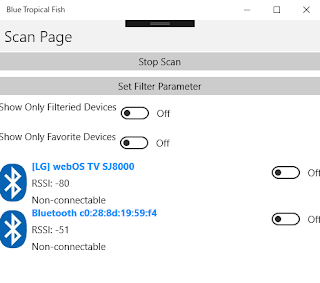 Blue Tropical Fish
Scan Page
Stop Scan
Set Filter Parameter
Show Only Filteried Devices Off
Show Only Favorite Devices Off
[LG] webOS TV SJ8000 Off
RSSI: -80
Non-connectable
Bluetooth c0:28:8d:19:59:f4 Off
RSSI: -51
Non-connectable